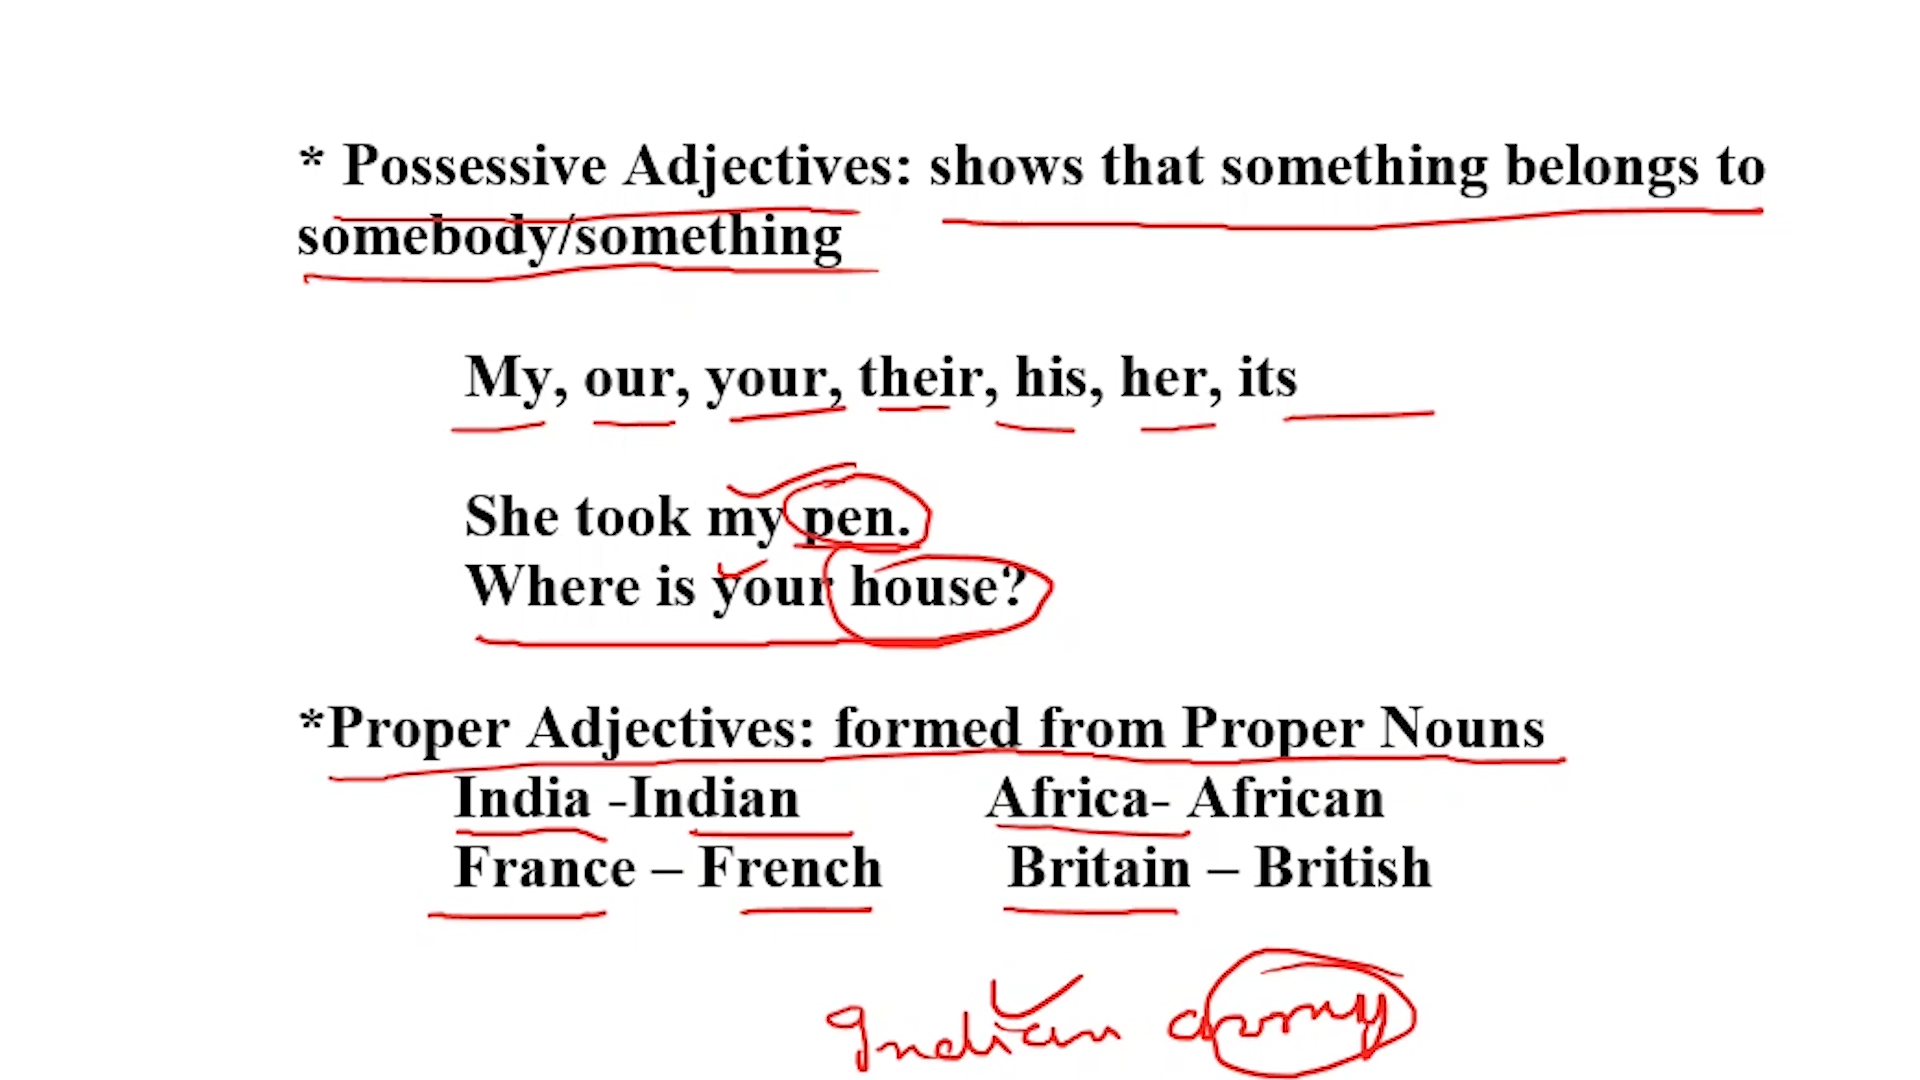 * Possessive Adjectives: shows that something belongs to
somebody/something
My, our, your, their, his, her, its
She took my pen.
Where is your house?
*Proper Adjectives: formed from Proper Nouns
India -Indian Africa- African
France – French Britain – British
Indian army